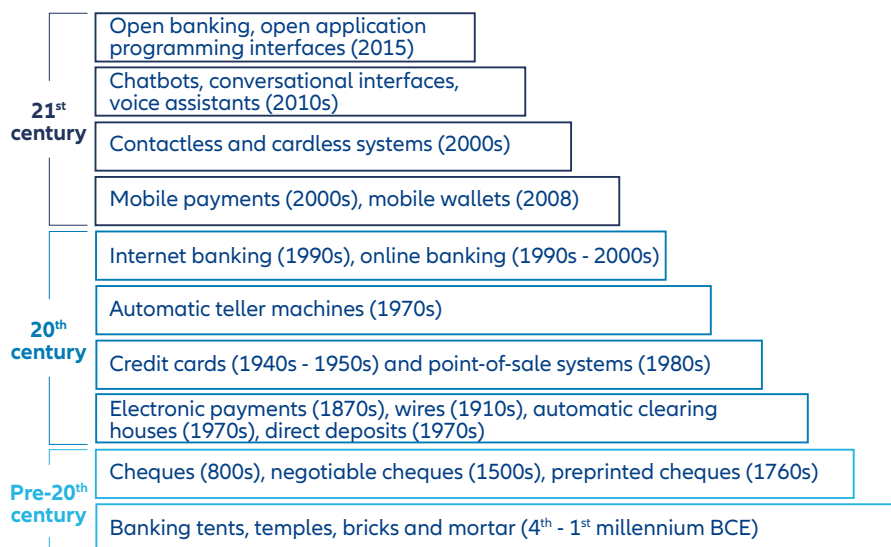 Open banking, open application
programming interfaces (2015)
Chatbots, conversational interfaces,
voice assistants (2010s)
21st
century
Contactless and cardless systems (2000s)
Mobile payments (2000s), mobile wallets (2008)
Internet banking (1990s), online banking (1990s - 2000s)
Automatic teller machines (1970s)
20th
century
Credit cards (1940s - 1950s) and point-of-sale systems (1980s)
Electronic payments (1870s), wires (1910s), automatic clearing
houses (1970s), direct deposits (1970s)
Cheques (800s), negotiable cheques (1500s), preprinted cheques (1760s)
Pre-20th
century
Banking tents, temples, bricks and mortar (4th - 1st millennium BCE)